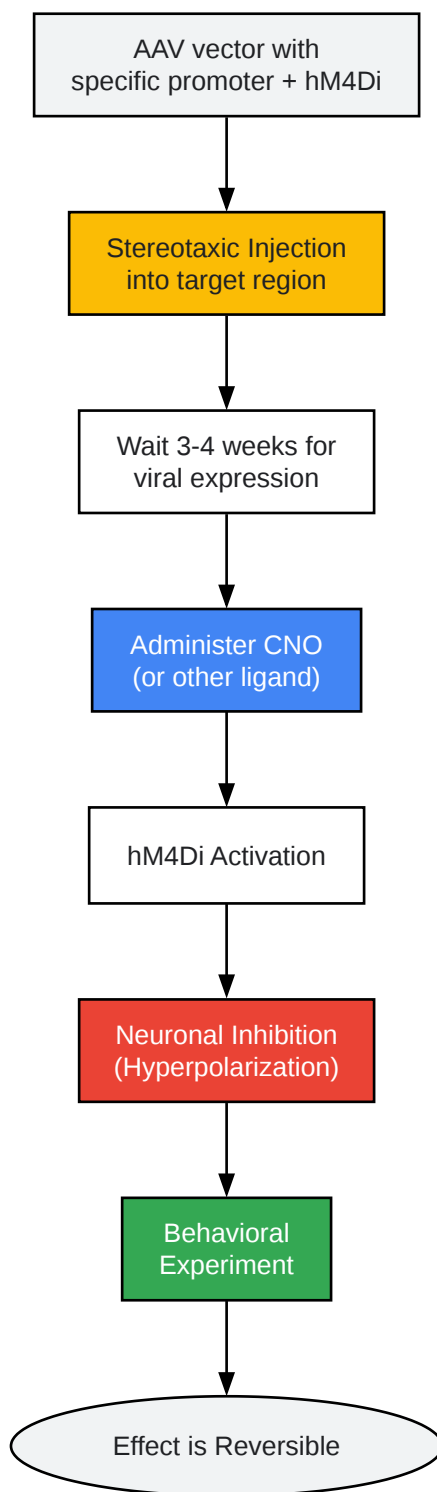 AAV vector with
specific promoter + hM4Di
Stereotaxic Injection
into target region
Wait 3-4 weeks for
viral expression
Administer CNO
(or other ligand)
hM4Di Activation
Neuronal Inhibition
(Hyperpolarization)
Behavioral
Experiment
Effect is Reversible